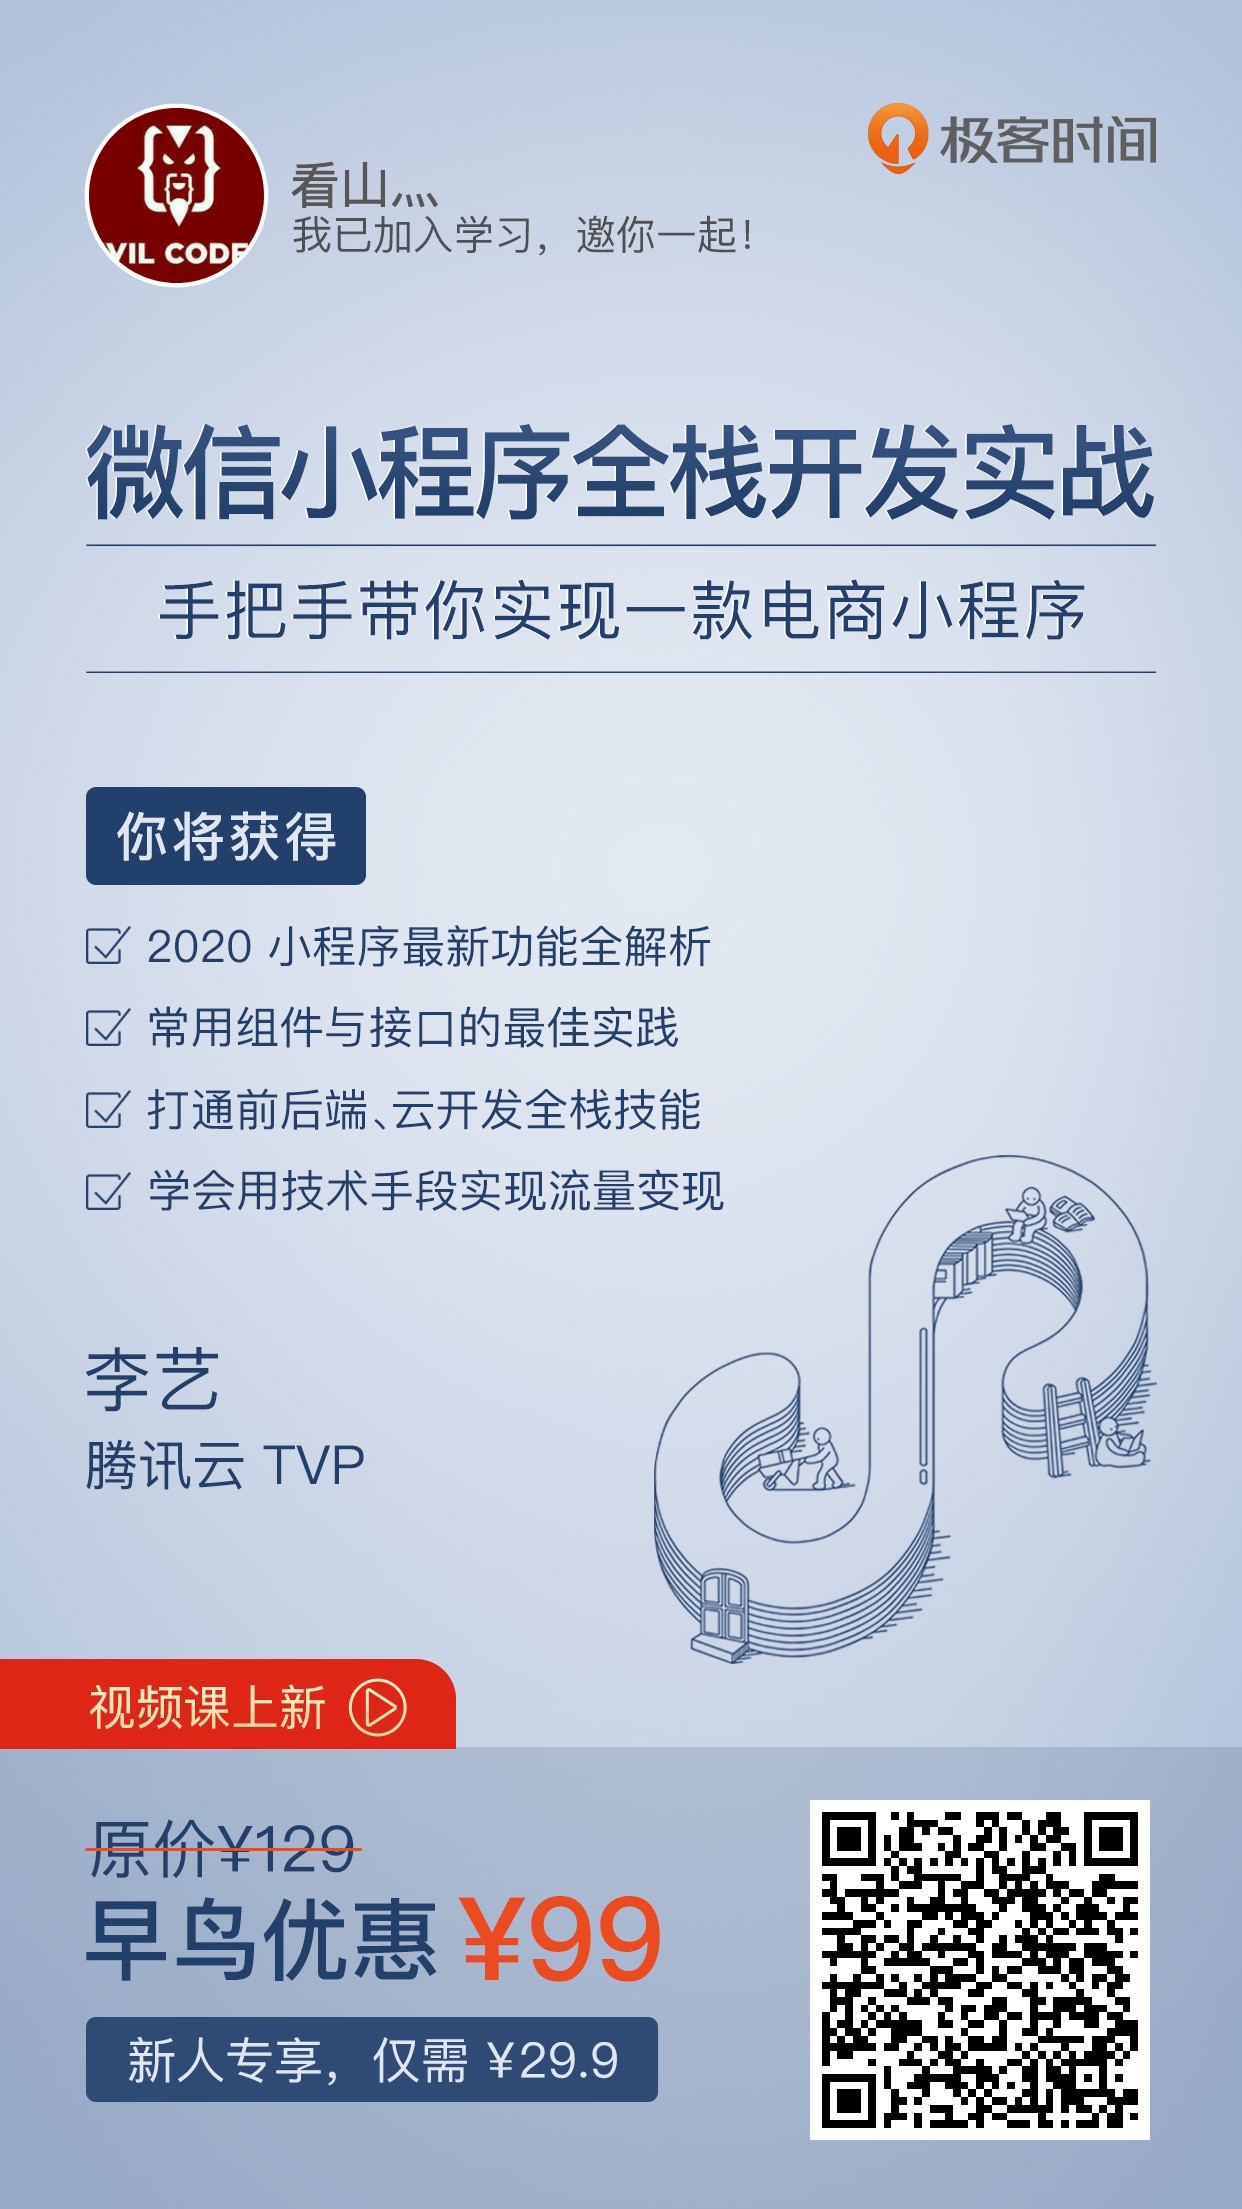 VIL CODE
看山灬
我已加入学习，邀你一起！
极客时间
微信小程序全栈开发实战
手把手带你实现一款电商小程序
你将获得
2020 小程序最新功能全解析
常用组件与接口的最佳实践
打通前后端、云开发全栈技能
学会用技术手段实现流量变现
李艺
腾讯云 TVP
视频课上新
原价¥129
早鸟优惠 ¥99
新人专享，仅需 ¥29.9